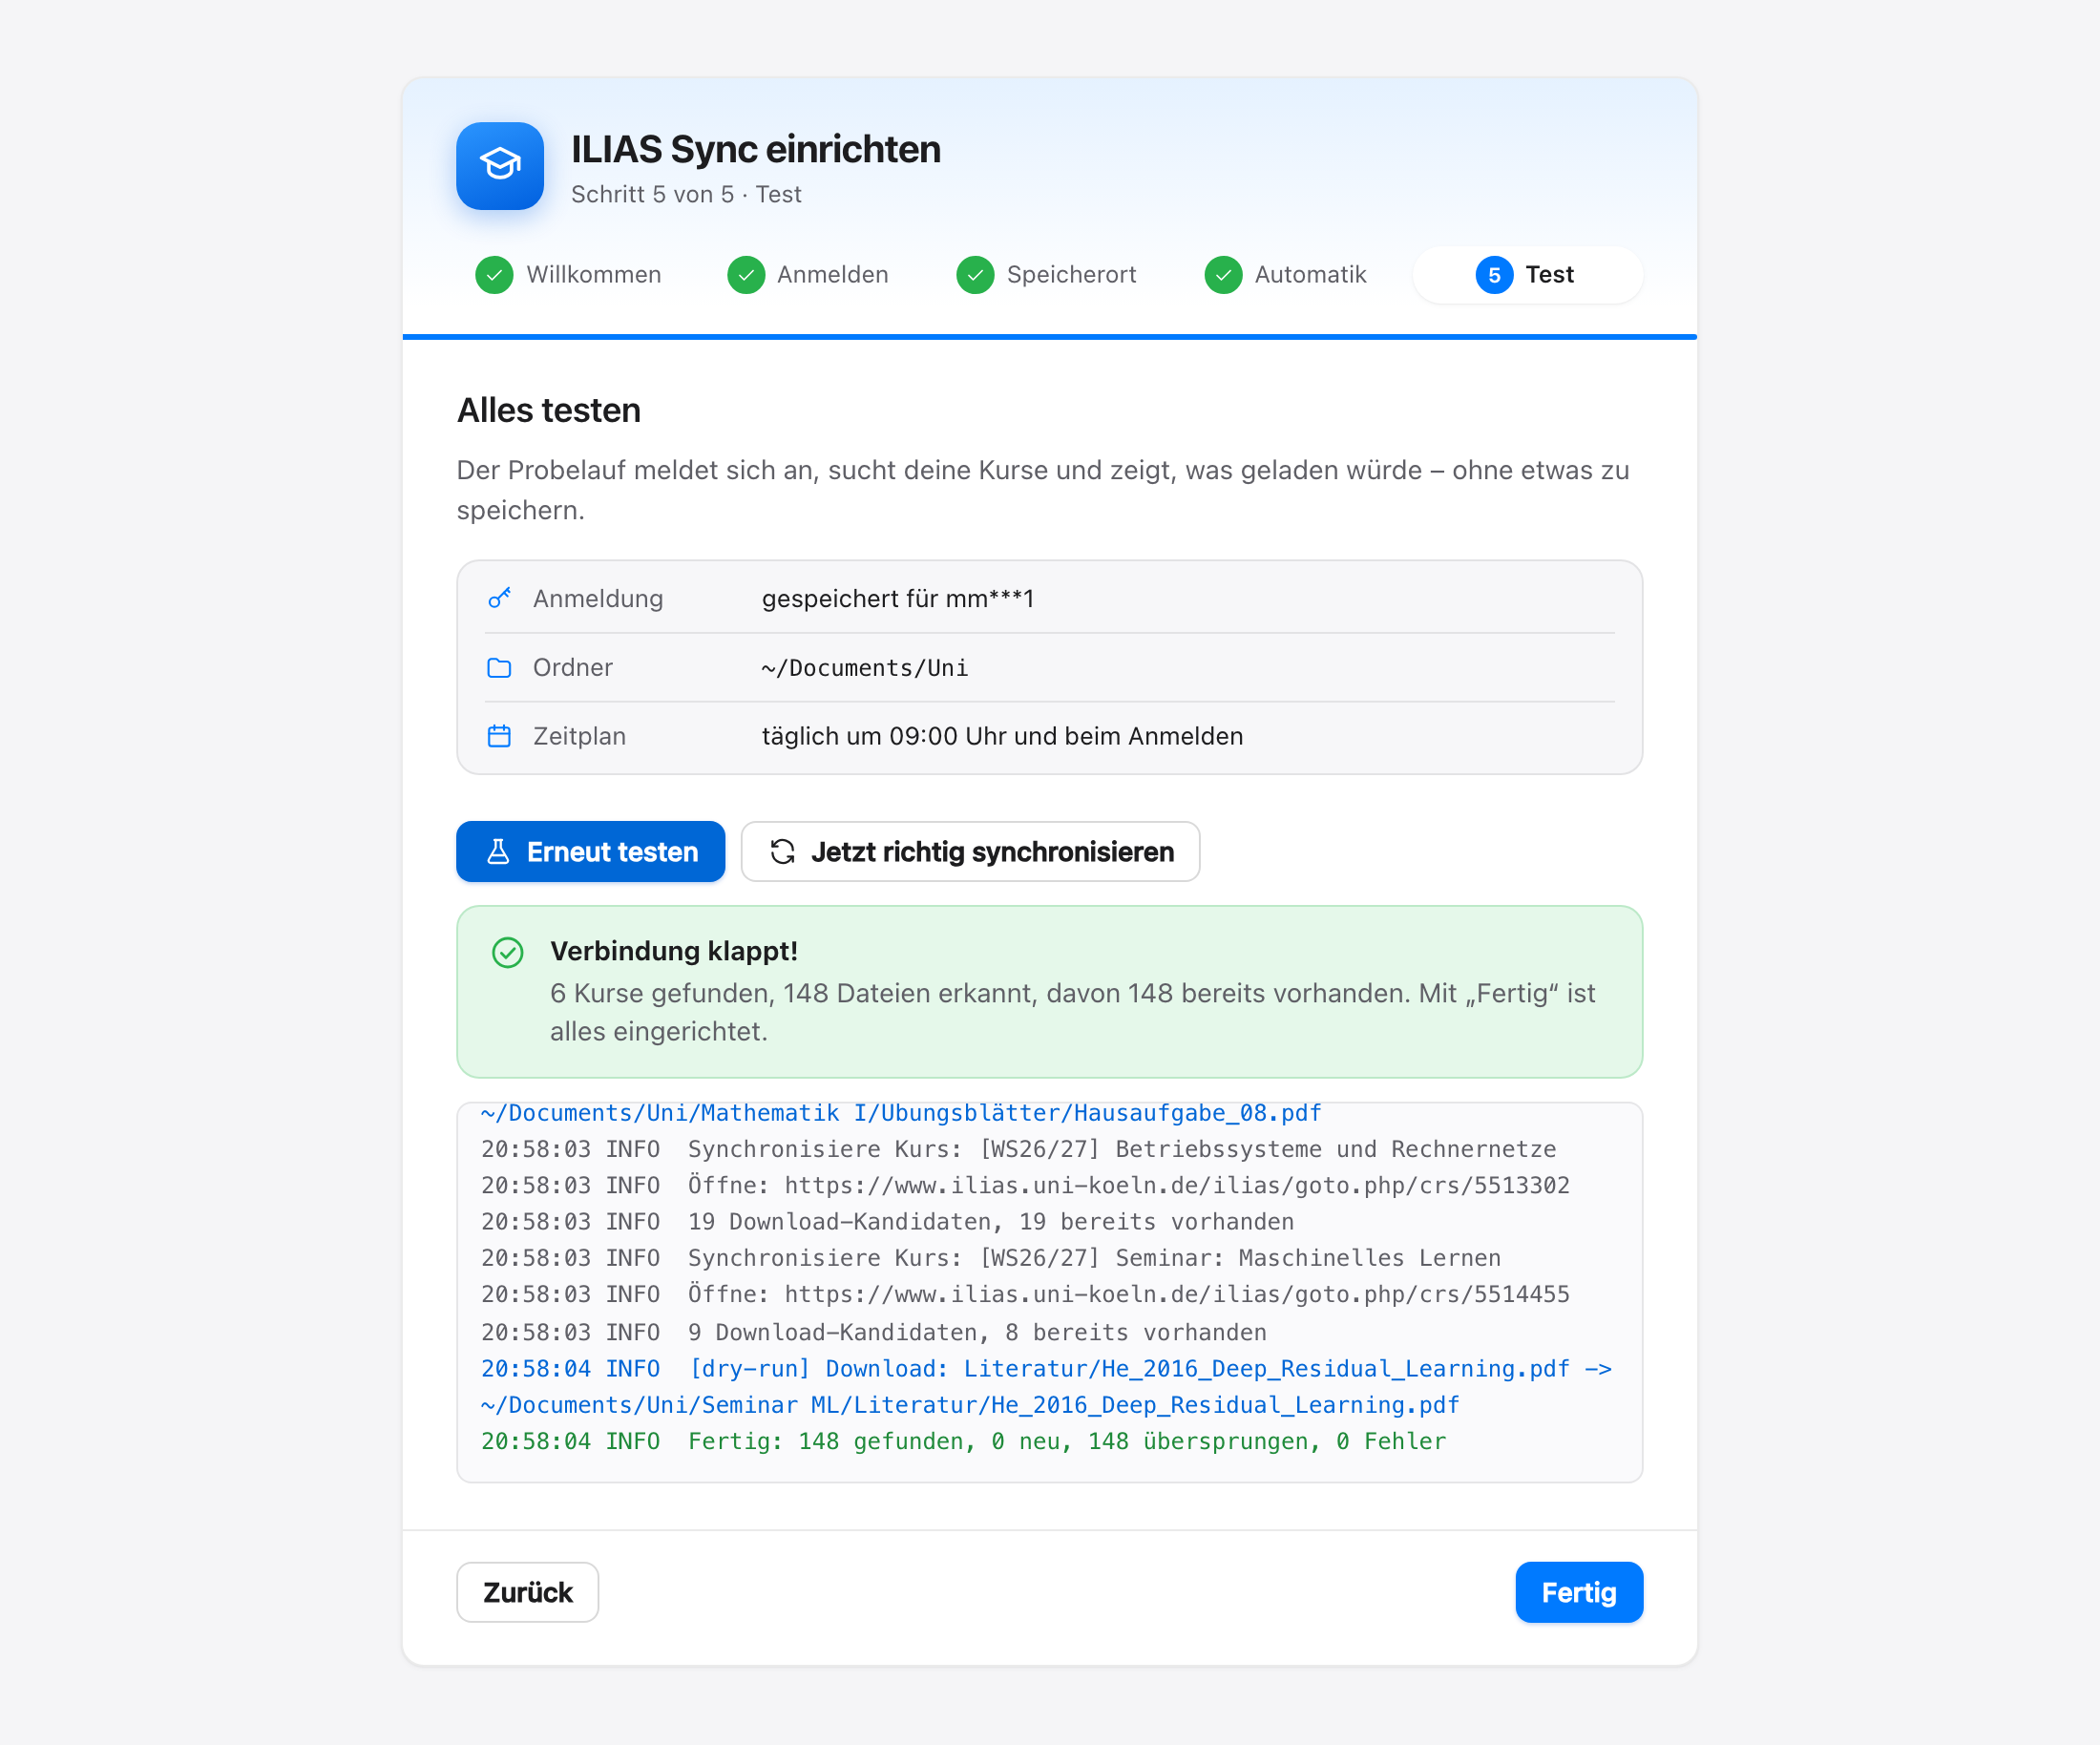 ILIAS Sync einrichten
Schritt 5 von 5 · Test
Willkommen
Anmelden
Speicherort
Automatik
5 Test
Alles testen
Der Probelauf meldet sich an, sucht deine Kurse und zeigt, was geladen würde – ohne etwas zu
speichern.
Anmeldung gespeichert für mm***1
Ordner ~/Documents/Uni
Zeitplan täglich um 09:00 Uhr und beim Anmelden
Erneut testen
Jetzt richtig synchronisieren
Verbindung klappt!
6 Kurse gefunden, 148 Dateien erkannt, davon 148 bereits vorhanden. Mit „Fertig“ ist
alles eingerichtet.
~/Documents/Uni/Mathematik I/Übungsblätter/Hausaufgabe_08.pdf
20:58:03 INFO  Synchronisiere Kurs: [WS26/27] Betriebssysteme und Rechnernetze
20:58:03 INFO  Öffne: https://www.ilias.uni-koeln.de/ilias/goto.php/crs/5513302
20:58:03 INFO  19 Download-Kandidaten, 19 bereits vorhanden
20:58:03 INFO  Synchronisiere Kurs: [WS26/27] Seminar: Maschinelles Lernen
20:58:03 INFO  Öffne: https://www.ilias.uni-koeln.de/ilias/goto.php/crs/5514455
20:58:03 INFO  9 Download-Kandidaten, 8 bereits vorhanden
20:58:04 INFO  [dry-run] Download: Literatur/He_2016_Deep_Residual_Learning.pdf ->
~/Documents/Uni/Seminar ML/Literatur/He_2016_Deep_Residual_Learning.pdf
20:58:04 INFO  Fertig: 148 gefunden, 0 neu, 148 übersprungen, 0 Fehler
Zurück
Fertig